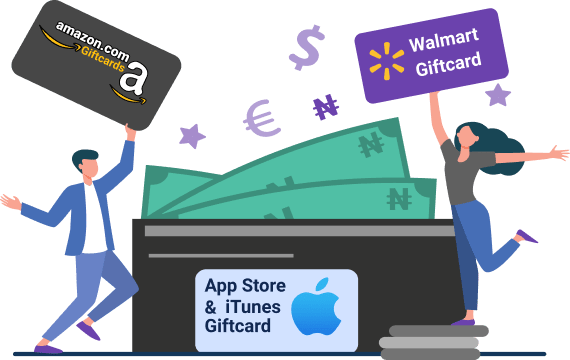 amazon.com
Giftcards
a
Walmart
Giftcard
$
€
₦
₦
₦
App Store
& iTunes
Giftcard